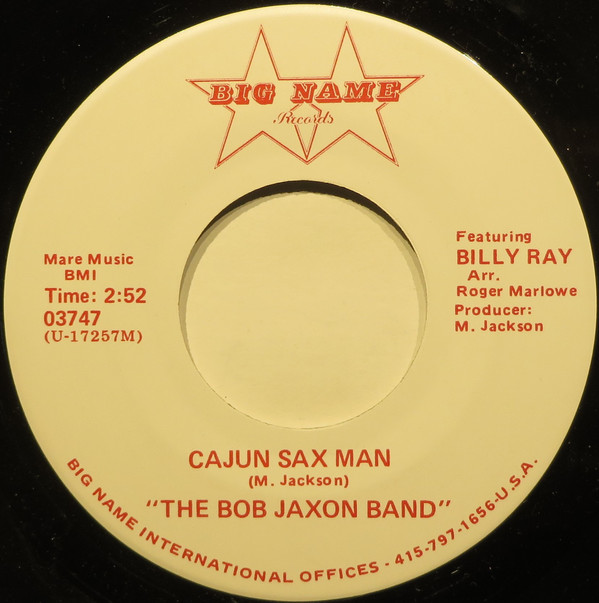 BIG NAME
Records
Mare Music
BMI
Time: 2:52
03747
(U-17257M)
Featuring
BILLY RAY
Arr.
Roger Marlowe
Producer:
M. Jackson
CAJUN SAX MAN
(M. Jackson)
"THE BOB JAXON BAND"
BIG NAME INTERNATIONAL OFFICES - 415-797-1656-U.S.A.